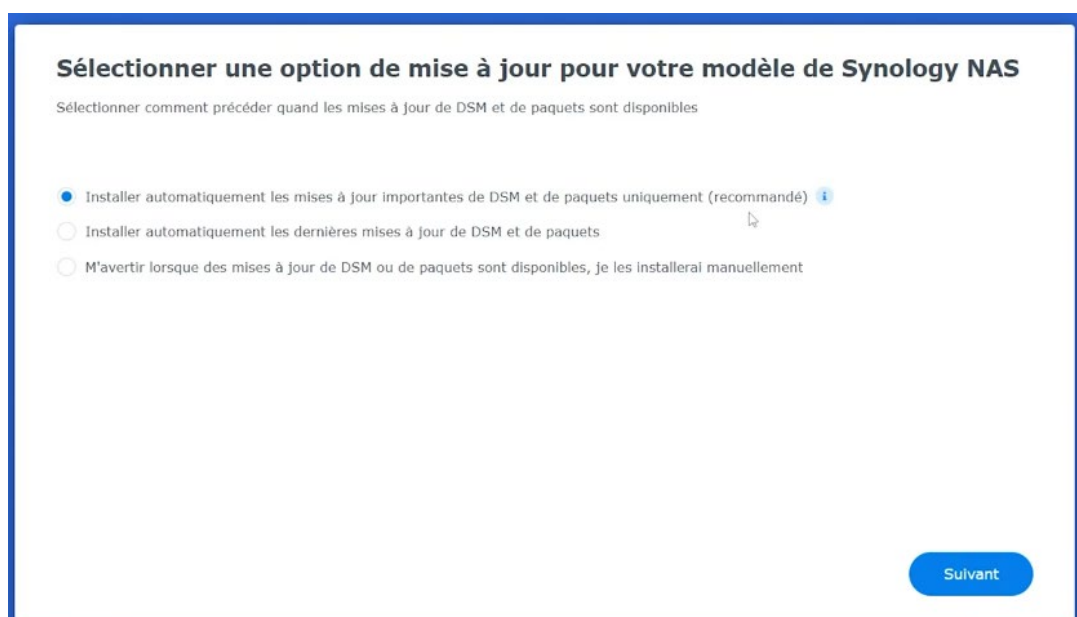 Sélectionner une option de mise à jour pour votre modèle de Synology NAS
Sélectionner comment précéder quand les mises à jour de DSM et de paquets sont disponibles
Installer automatiquement les mises à jour importantes de DSM et de paquets uniquement (recommandé) i
Installer automatiquement les dernières mises à jour de DSM et de paquets
M'avertir lorsque des mises à jour de DSM ou de paquets sont disponibles, je les installerai manuellement
Suivant